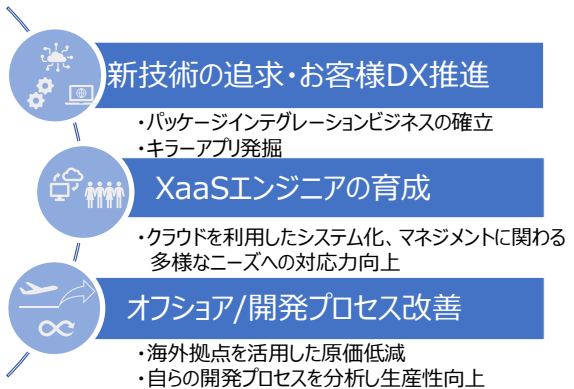 新技術の追求・お客様DX推進
・パッケージインテグレーションビジネスの確立
・キラーアプリ発掘
XaaSエンジニアの育成
・クラウドを利用したシステム化、マネジメントに関わる
多様なニーズへの対応力向上
オフショア/開発プロセス改善
・海外拠点を活用した原価低減
・自らの開発プロセスを分析し生産性向上